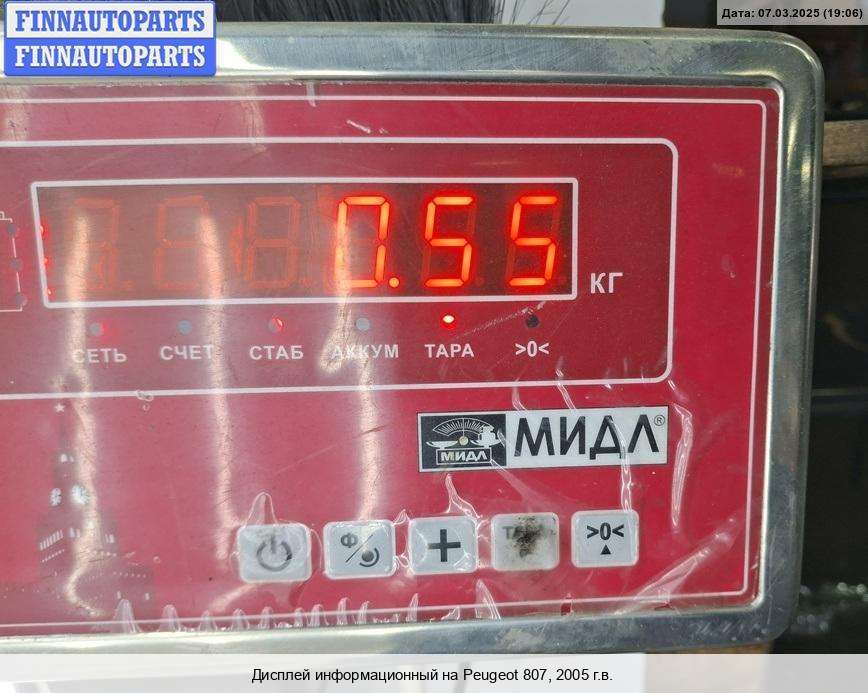 FINNAUTOPARTS
FINNAUTOPARTS
Дата: 07.03.2025 (19:06)
0.55
КГ
СЕТЬ СЧЕТ СТАБ АККУМ ТАРА >0<
МИДЛ МИДЛ®
Ф + >0<
Дисплей информационный на Peugeot 807, 2005 г.в.